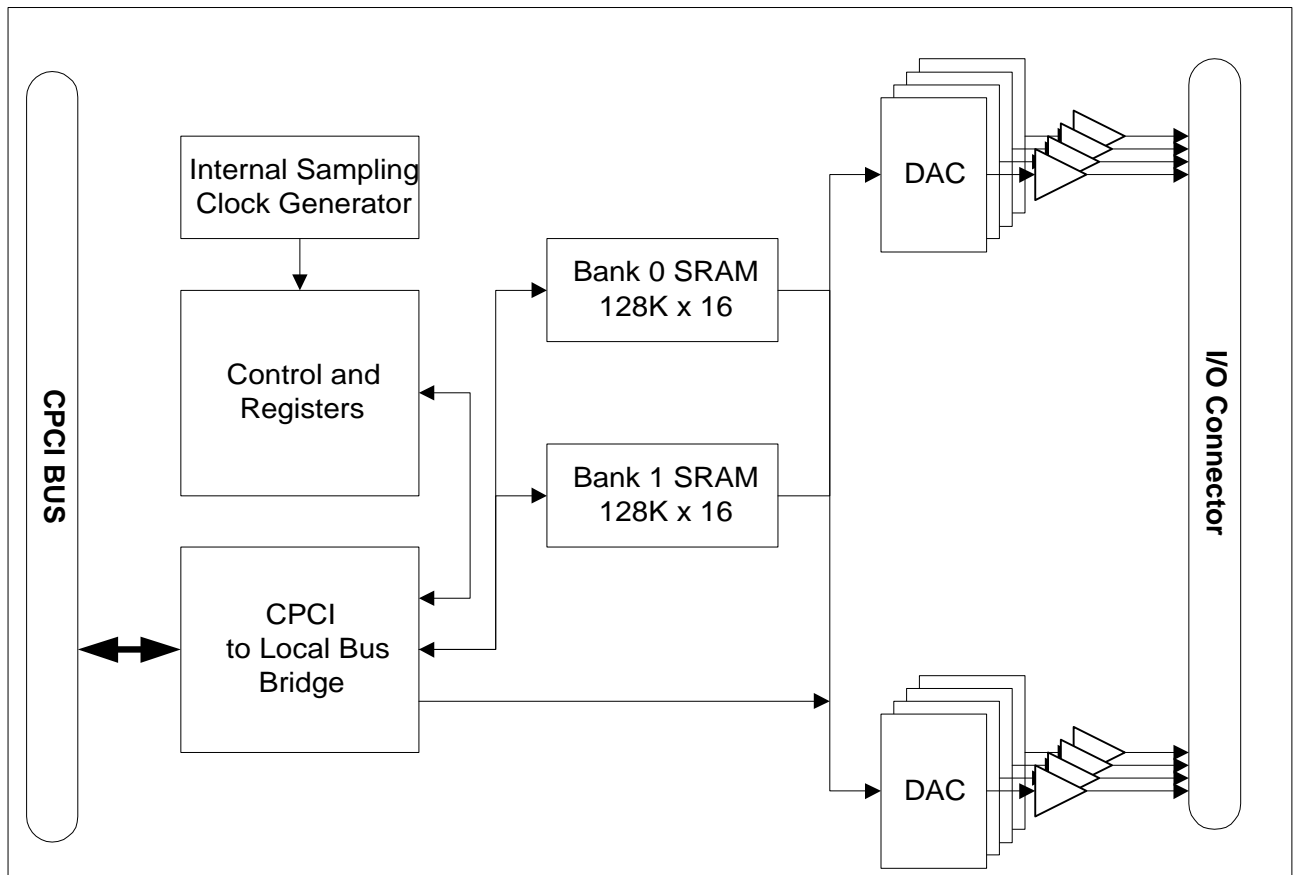 CPCI BUS
Internal Sampling
Clock Generator
Control and
Registers
CPCI
to Local Bus
Bridge
Bank 0 SRAM
128K x 16
Bank 1 SRAM
128K x 16
DAC
DAC
I/O Connector